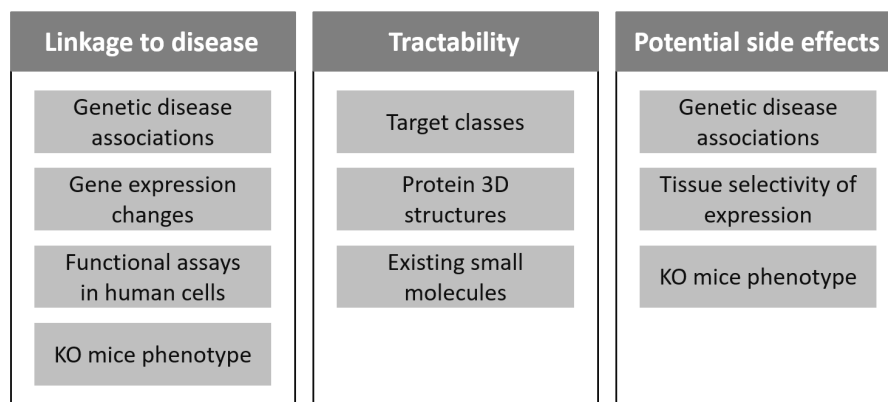 Linkage to disease
Genetic disease
associations
Gene expression
changes
Functional assays
in human cells
KO mice phenotype
Tractability
Target classes
Protein 3D
structures
Existing small
molecules
Potential side effects
Genetic disease
associations
Tissue selectivity of
expression
KO mice phenotype